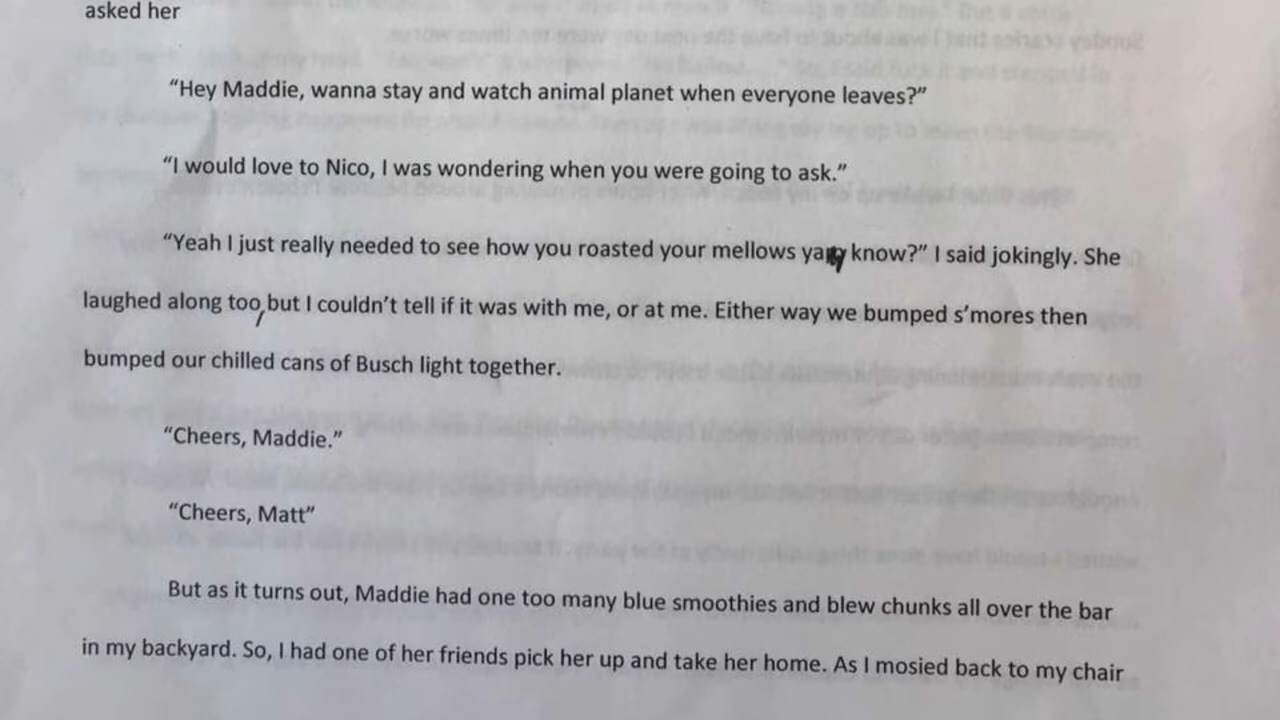 asked her
“Hey Maddie, wanna stay and watch animal planet when everyone leaves?”
“I would love to Nico, I was wondering when you were going to ask.”
“Yeah I just really needed to see how you roasted your mellows ya know?” I said jokingly. She
laughed along too, but I couldn’t tell if it was with me, or at me. Either way we bumped s’mores then
bumped our chilled cans of Busch light together.
“Cheers, Maddie.”
“Cheers, Matt”
But as it turns out, Maddie had one too many blue smoothies and blew chunks all over the bar
in my backyard. So, I had one of her friends pick her up and take her home. As I mosied back to my chair